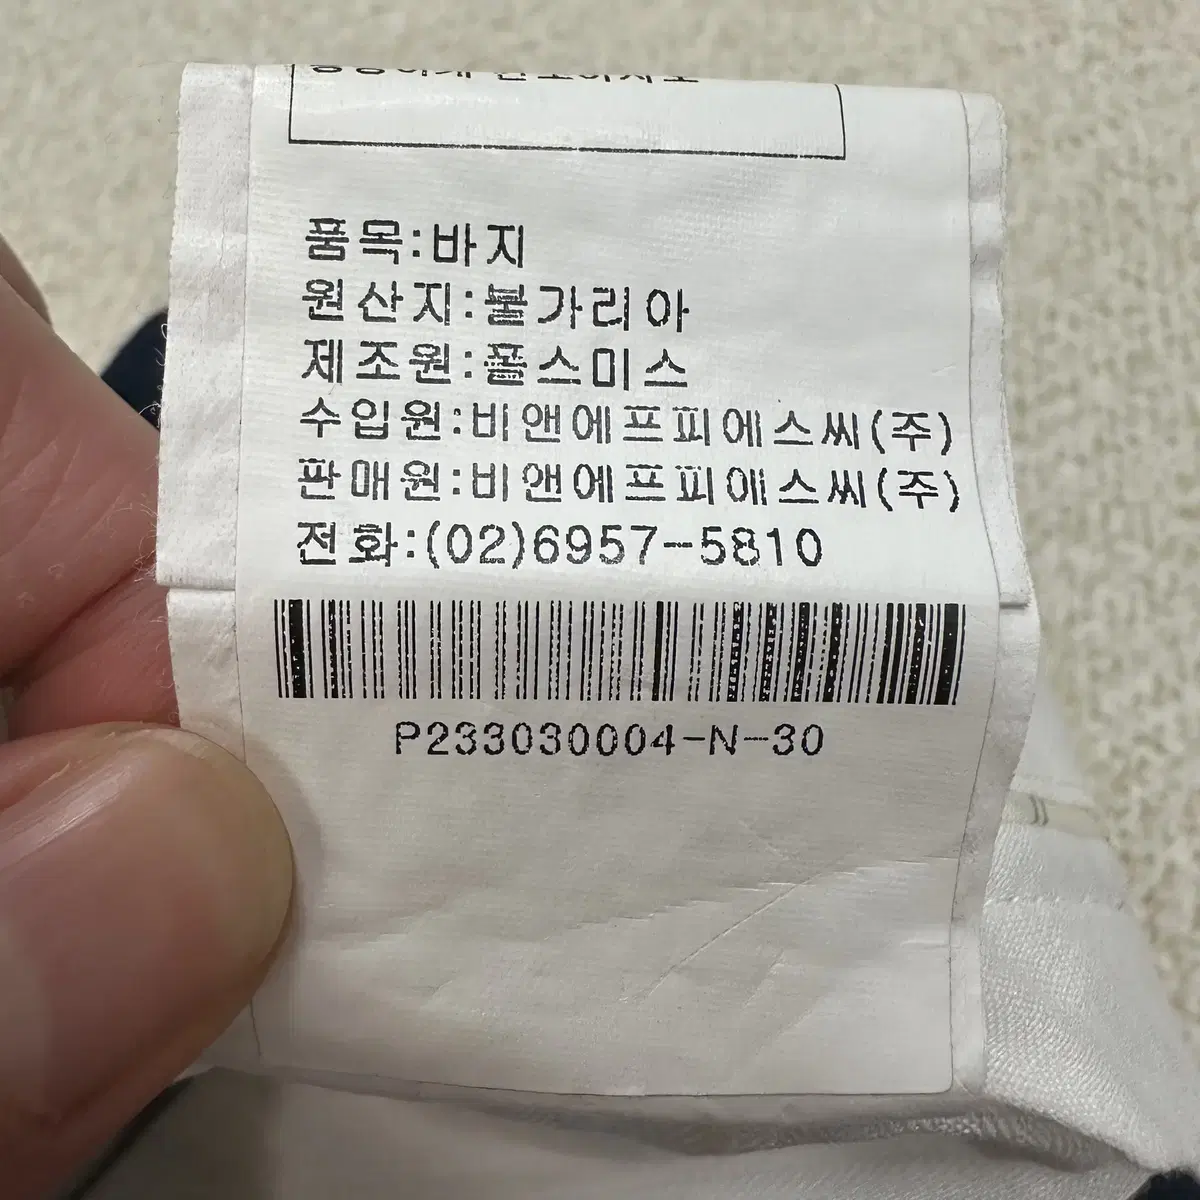 품목:바지
원산지:불가리아
제조원:폴스미스
수입원:비앤에프피에스씨(주)
판매원:비앤에프피에스씨(주)
전화:(02)6957-5810
P233030004-N-30